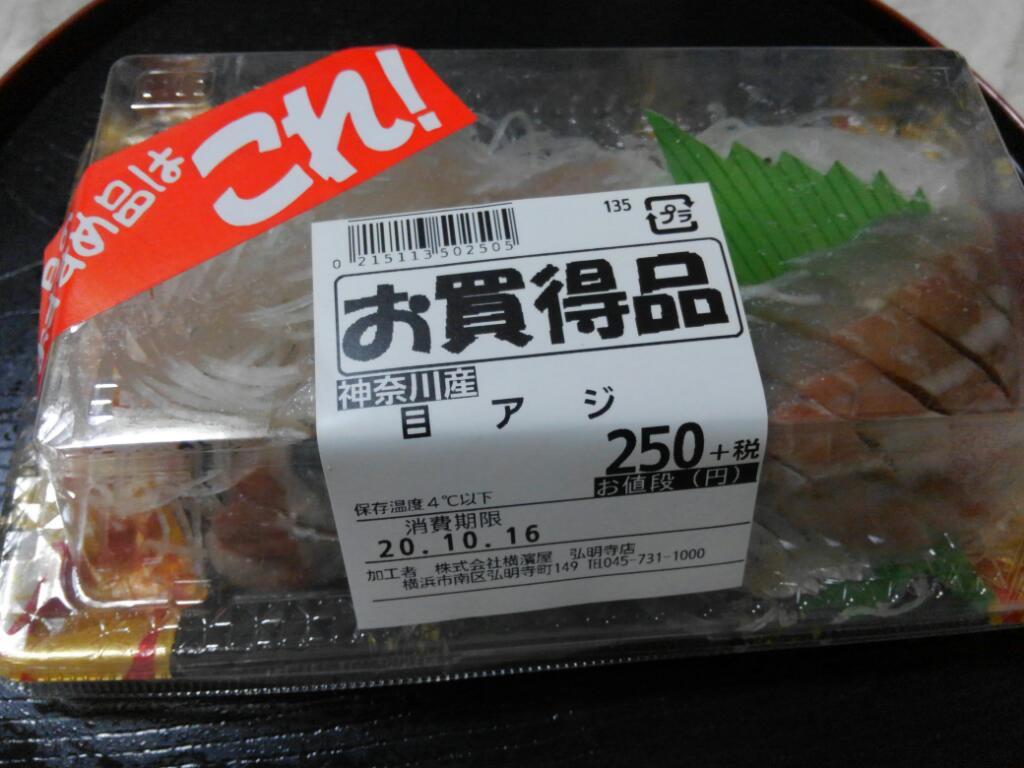 これ!
お品は
135
プラ
0 215113 502505
お買得品
神奈川産
目 アジ
250+税
お値段(円)
保存温度4℃以下
消費期限
20.10.16
加工者 株式会社横濱屋 弘明寺店
横浜市南区弘明寺町149 TEL045-731-1000